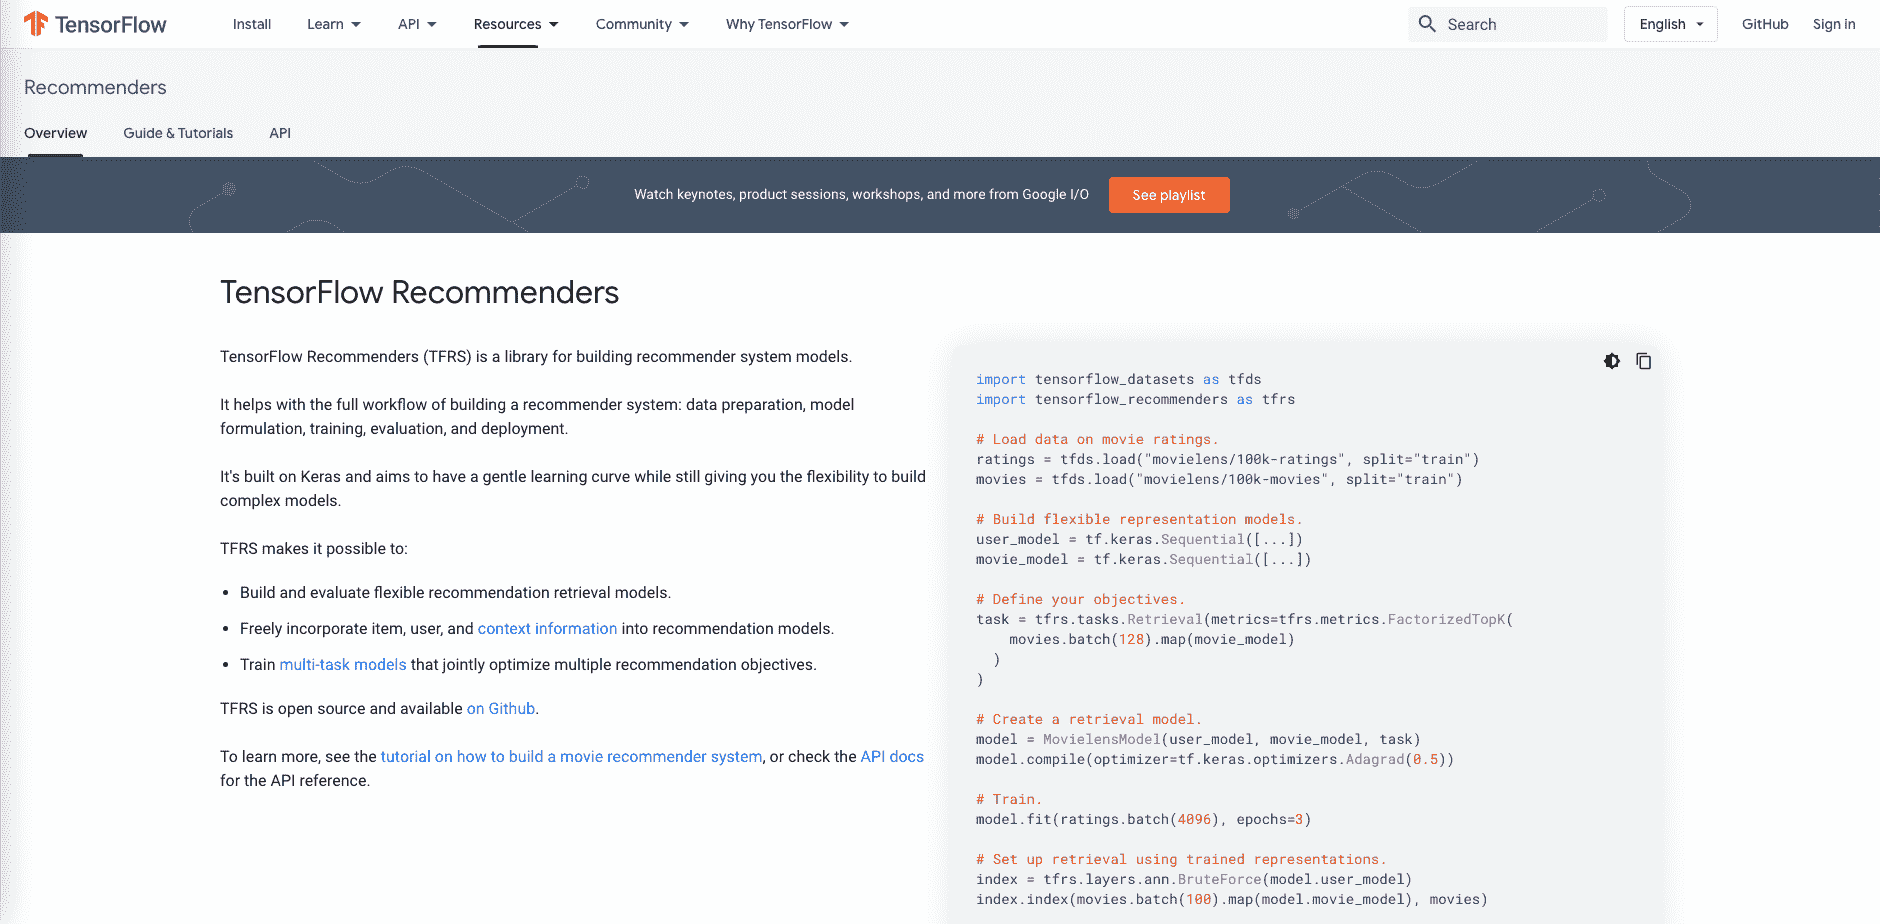 TensorFlow Install Learn API Resources Community Why TensorFlow Search English GitHub Sign in
Recommenders
Overview Guide & Tutorials API
Watch keynotes, product sessions, workshops, and more from Google I/O See playlist
TensorFlow Recommenders
TensorFlow Recommenders (TFRS) is a library for building recommender system models.
It helps with the full workflow of building a recommender system: data preparation, model
formulation, training, evaluation, and deployment.
It's built on Keras and aims to have a gentle learning curve while still giving you the flexibility to build
complex models.
TFRS makes it possible to:
• Build and evaluate flexible recommendation retrieval models.
• Freely incorporate item, user, and context information into recommendation models.
• Train multi-task models that jointly optimize multiple recommendation objectives.
TFRS is open source and available on Github.
To learn more, see the tutorial on how to build a movie recommender system, or check the API docs
for the API reference.
import tensorflow_datasets as tfds
import tensorflow_recommenders as tfrs
# Load data on movie ratings.
ratings = tfds.load("movielens/100k-ratings", split="train")
movies = tfds.load("movielens/100k-movies", split="train")
# Build flexible representation models.
user_model = tf.keras.Sequential([...])
movie_model = tf.keras.Sequential([...])
# Define your objectives.
task = tfrs.tasks.Retrieval(metrics=tfrs.metrics.FactorizedTopK(
    movies.batch(128).map(movie_model)
  )
)
# Create a retrieval model.
model = MovielensModel(user_model, movie_model, task)
model.compile(optimizer=tf.keras.optimizers.Adagrad(0.5))
# Train.
model.fit(ratings.batch(4096), epochs=3)
# Set up retrieval using trained representations.
index = tfrs.layers.ann.BruteForce(model.user_model)
index.index(movies.batch(100).map(model.movie_model), movies)